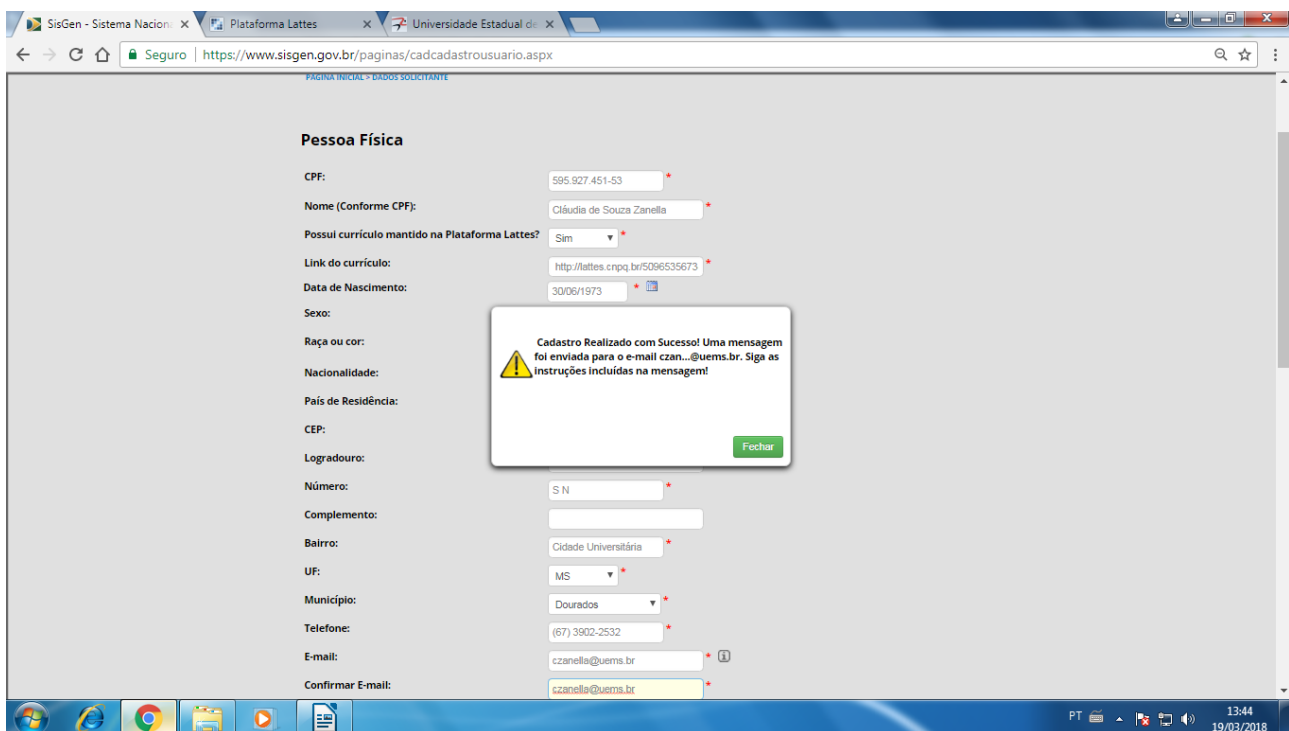 SisGen - Sistema Nacion
Plataforma Lattes
Universidade Estadual de
Seguro
https://www.sisgen.gov.br/paginas/cadcadastrousuario.aspx
PÁGINA INICIAL > DADOS SOLICITANTE
Pessoa Física
CPF: 595.927.451-53 *
Nome (Conforme CPF): Cláudia de Souza Zanella *
Possui currículo mantido na Plataforma Lattes? Sim *
Link do currículo: http://lattes.cnpq.br/5096535673 *
Data de Nascimento: 30/06/1973 *
Sexo:
Raça ou cor:
Nacionalidade:
País de Residência:
CEP:
Logradouro:
Cadastro Realizado com Sucesso! Uma mensagem
foi enviada para o e-mail czan...@uems.br. Siga as
instruções incluídas na mensagem!
Fechar
Número: S N *
Complemento:
Bairro: Cidade Universitária *
UF: MS *
Município: Dourados *
Telefone: (67) 3902-2532 *
E-mail: czanella@uems.br *
Confirmar E-mail: czanella@uems.br *
PT
13:44
19/03/2018